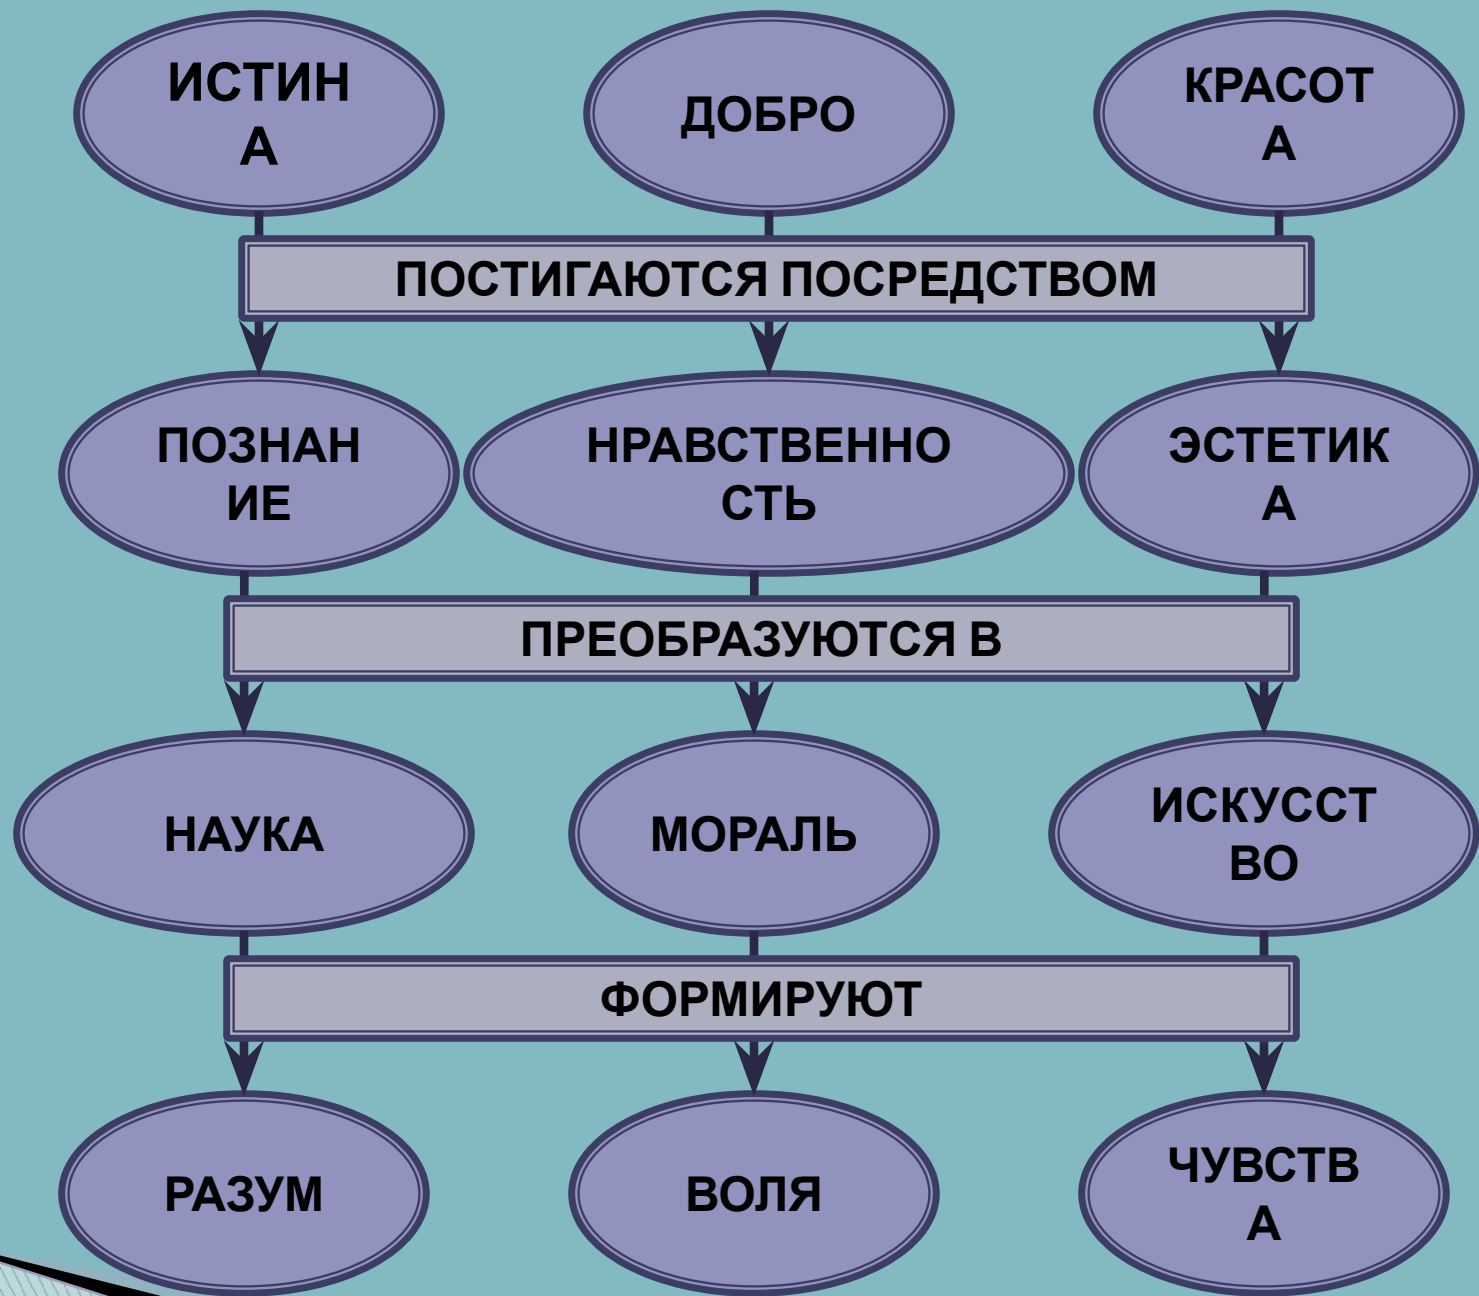 ИСТИН
А
ДОБРО
КРАСОТ
А
ПОСТИГАЮТСЯ ПОСРЕДСТВОМ
ПОЗНАН
ИЕ
НРАВСТВЕННО
СТЬ
ЭСТЕТИК
А
ПРЕОБРАЗУЮТСЯ В
НАУКА
МОРАЛЬ
ИСКУССТ
ВО
ФОРМИРУЮТ
РАЗУМ
ВОЛЯ
ЧУВСТВ
А